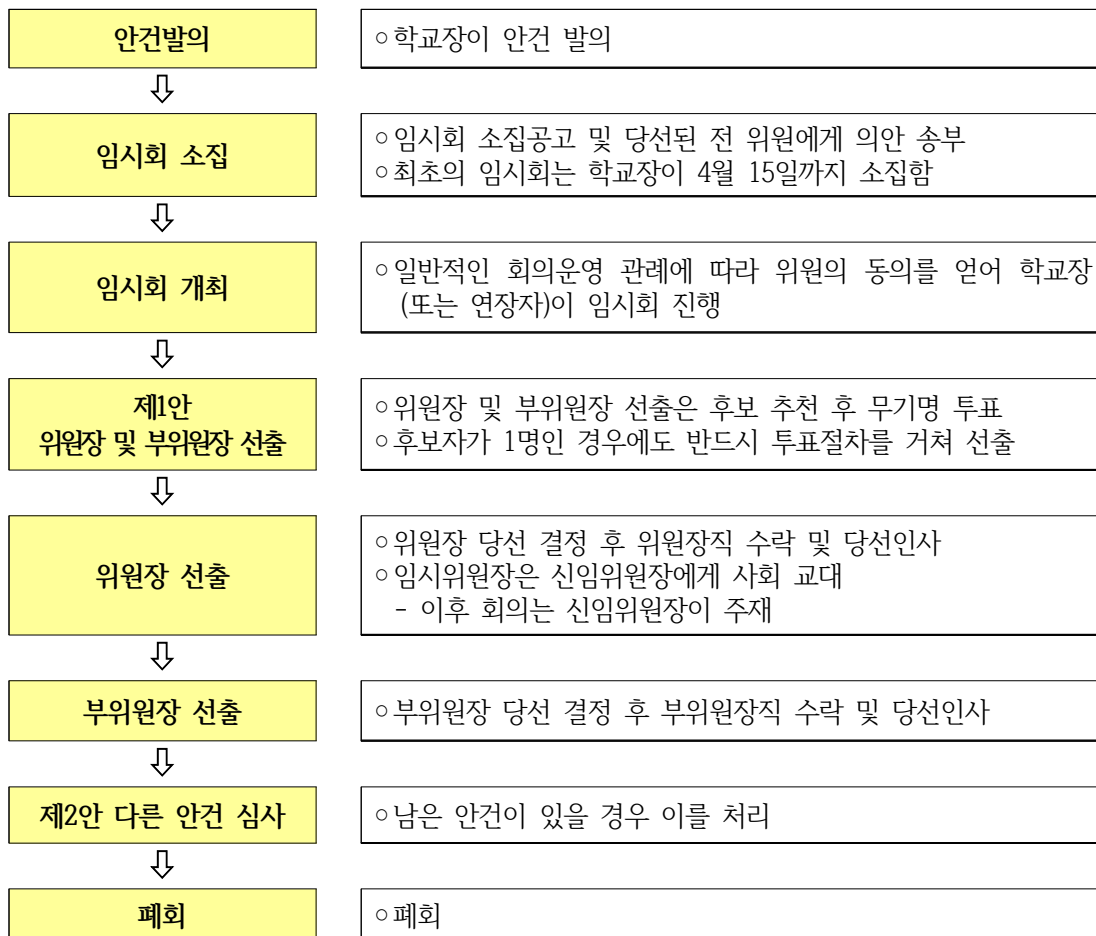 안건발의
○학교장이 안건 발의
임시회 소집
○임시회 소집공고 및 당선된 전 위원에게 의안 송부
○최초의 임시회는 학교장이 4월 15일까지 소집함
임시회 개최
○일반적인 회의운영 관례에 따라 위원의 동의를 얻어 학교장
(또는 연장자)이 임시회 진행
제1안
위원장 및 부위원장 선출
○위원장 및 부위원장 선출은 후보 추천 후 무기명 투표
○후보자가 1명인 경우에도 반드시 투표절차를 거쳐 선출
위원장 선출
○위원장 당선 결정 후 위원장직 수락 및 당선인사
○임시위원장은 신임위원장에게 사회 교대
- 이후 회의는 신임위원장이 주재
부위원장 선출
○부위원장 당선 결정 후 부위원장직 수락 및 당선인사
제2안 다른 안건 심사
○남은 안건이 있을 경우 이를 처리
폐회
○폐회